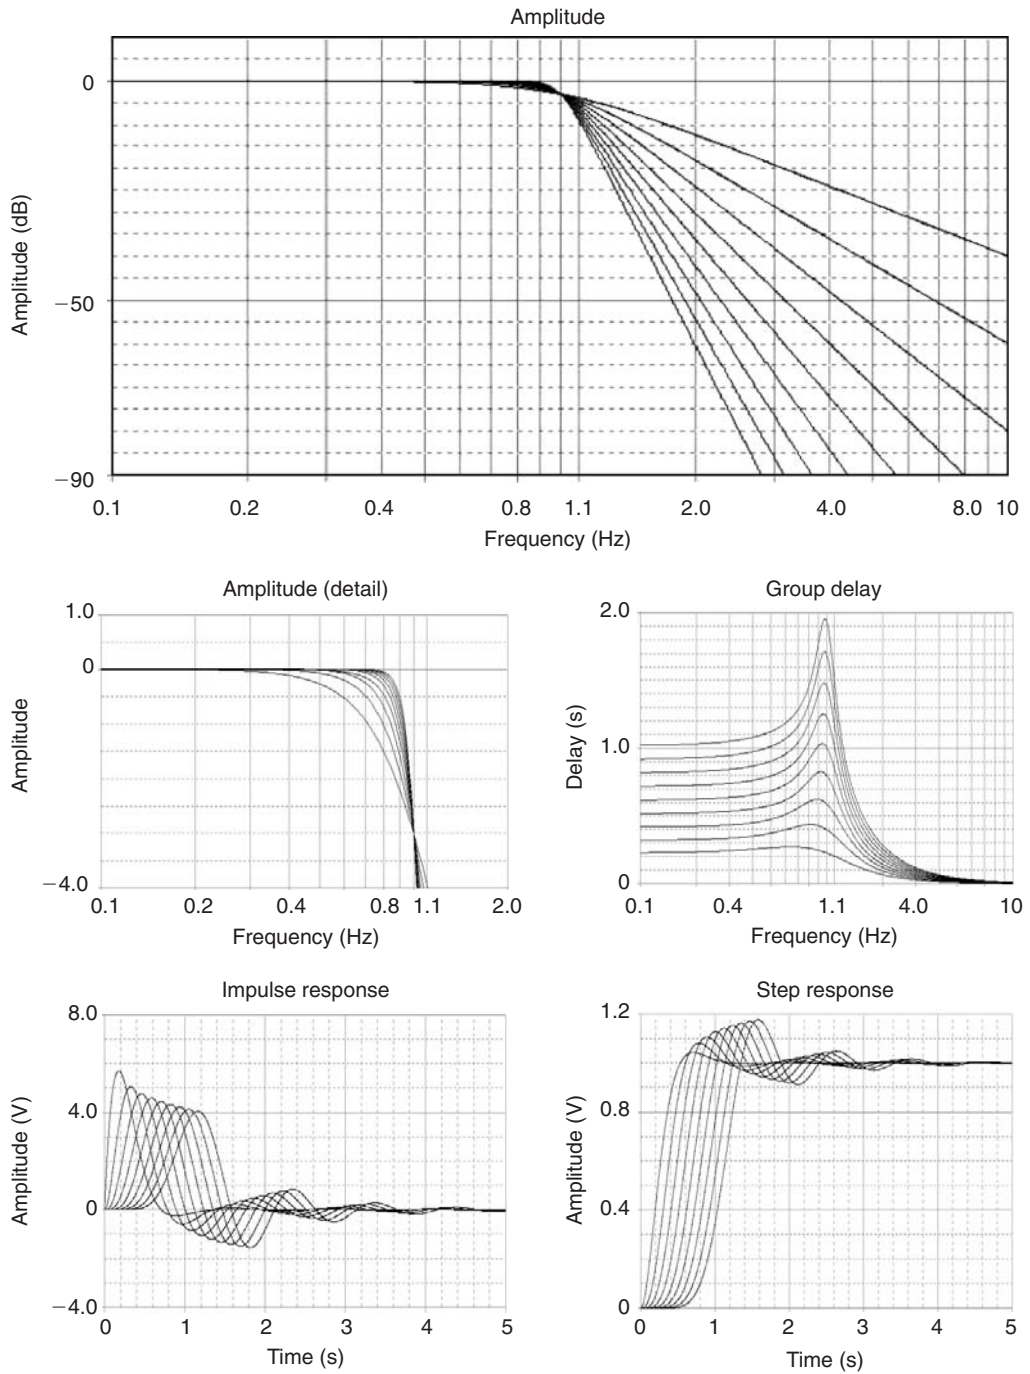 Amplitude
Amplitude (dB)
0
−50
−90
0.1 0.2 0.4 0.8 1.1 2.0 4.0 8.0 10
Frequency (Hz)
Amplitude (detail)
Amplitude
1.0
0
−4.0
0.1 0.2 0.4 0.8 1.1 2.0
Frequency (Hz)
Group delay
Delay (s)
2.0
1.0
0
0.1 0.4 1.1 4.0 10
Frequency (Hz)
Impulse response
Amplitude (V)
8.0
4.0
0
−4.0
0 1 2 3 4 5
Time (s)
Step response
Amplitude (V)
1.2
0.8
0.4
0
0 1 2 3 4 5
Time (s)